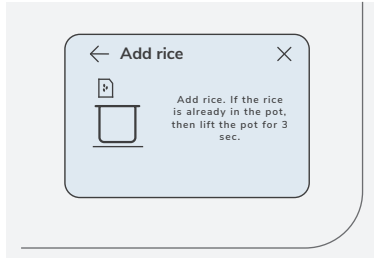 Add rice
Add rice. If the rice
is already in the pot,
then lift the pot for 3
sec.